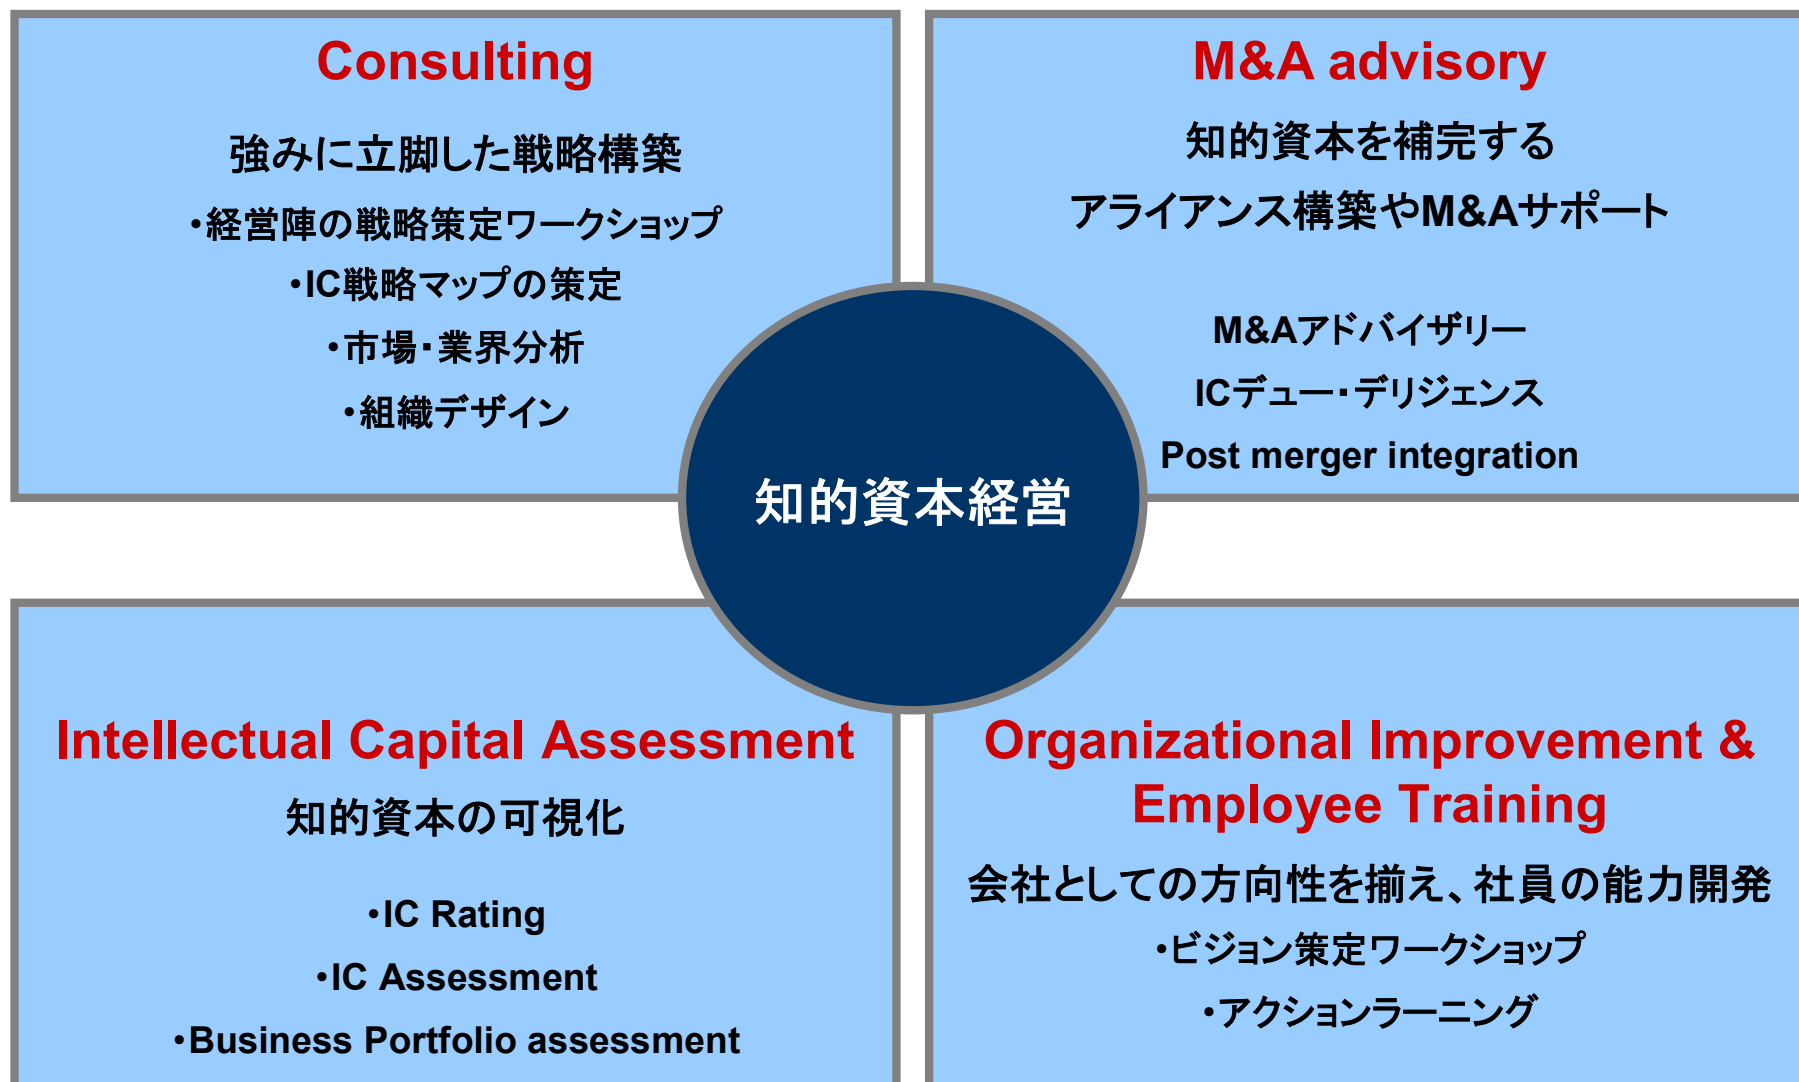 Consulting
強みに立脚した戦略構築
・経営陣の戦略策定ワークショップ
・IC戦略マップの策定
・市場・業界分析
・組織デザイン
M&A advisory
知的資本を補完する
アライアンス構築やM&Aサポート
M&Aアドバイザリー
ICデュー・デリジェンス
Post merger integration
知的資本経営
Intellectual Capital Assessment
知的資本の可視化
・IC Rating
・IC Assessment
・Business Portfolio assessment
Organizational Improvement &
Employee Training
会社としての方向性を揃え、社員の能力開発
・ビジョン策定ワークショップ
・アクションラーニング